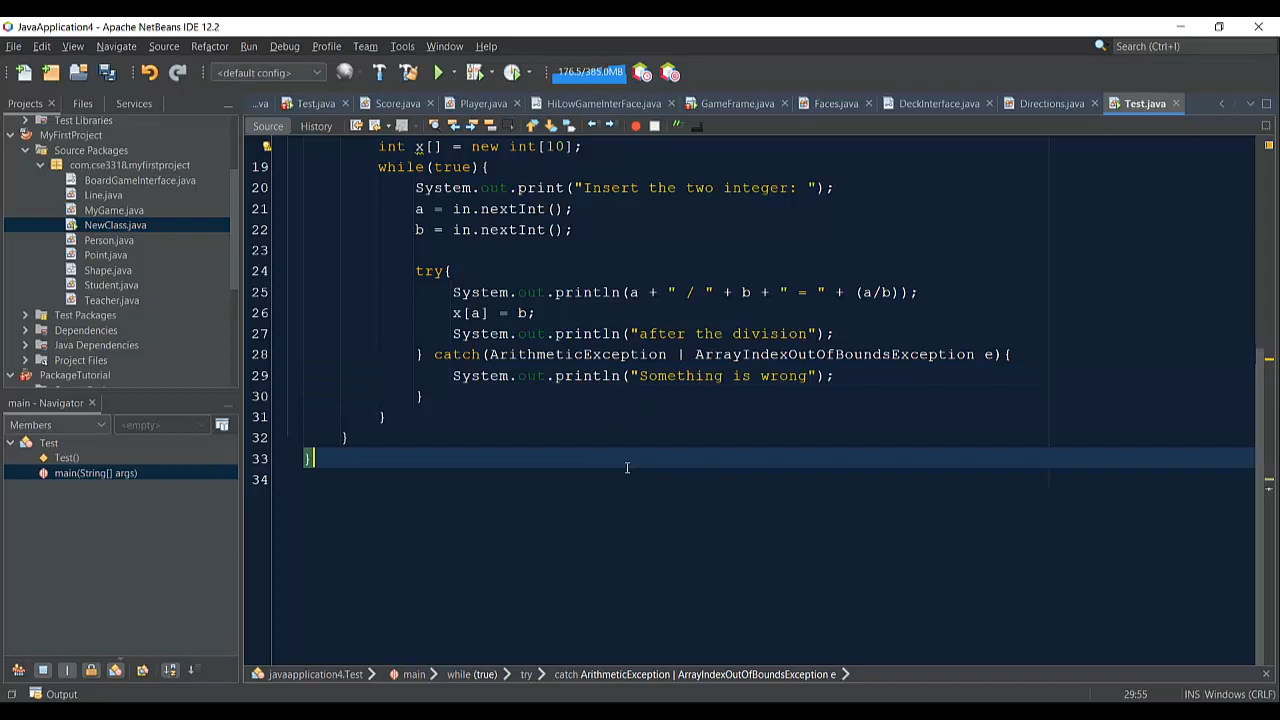 JavaApplication4 - Apache NetBeans IDE 12.2
File Edit View Navigate Source Refactor Run Debug Profile Team Tools Window Help
Search (Ctrl+I)
<default config>
176.5/385.0MB
Projects Files Services
...va Test.java Score.java Player.java HiLowGameInterFace.java GameFrame.java Faces.java DeckInterface.java Directions.java Test.java
Source History
Test Libraries
MyFirstProject
Source Packages
com.cse3318.myfirstproject
BoardGameInterface.java
Line.java
MyGame.java
NewClass.java
Person.java
Point.java
Shape.java
Student.java
Teacher.java
Test Packages
Dependencies
Java Dependencies
Project Files
PackageTutorial
main - Navigator
Members <empty>
Test
Test()
main(String[] args)
int x[] = new int[10];
19 while(true){
20 System.out.print("Insert the two integer: ");
21 a = in.nextInt();
22 b = in.nextInt();
23
24 try{
25 System.out.println(a + " / " + b + " = " + (a/b));
26 x[a] = b;
27 System.out.println("after the division");
28 } catch(ArithmeticException | ArrayIndexOutOfBoundsException e){
29 System.out.println("Something is wrong");
30 }
31 }
32 }
33 }
34
javaapplication4.Test main while (true) try catch ArithmeticException | ArrayIndexOutOfBoundsException e
Output
29:55 INS Windows (CRLF)